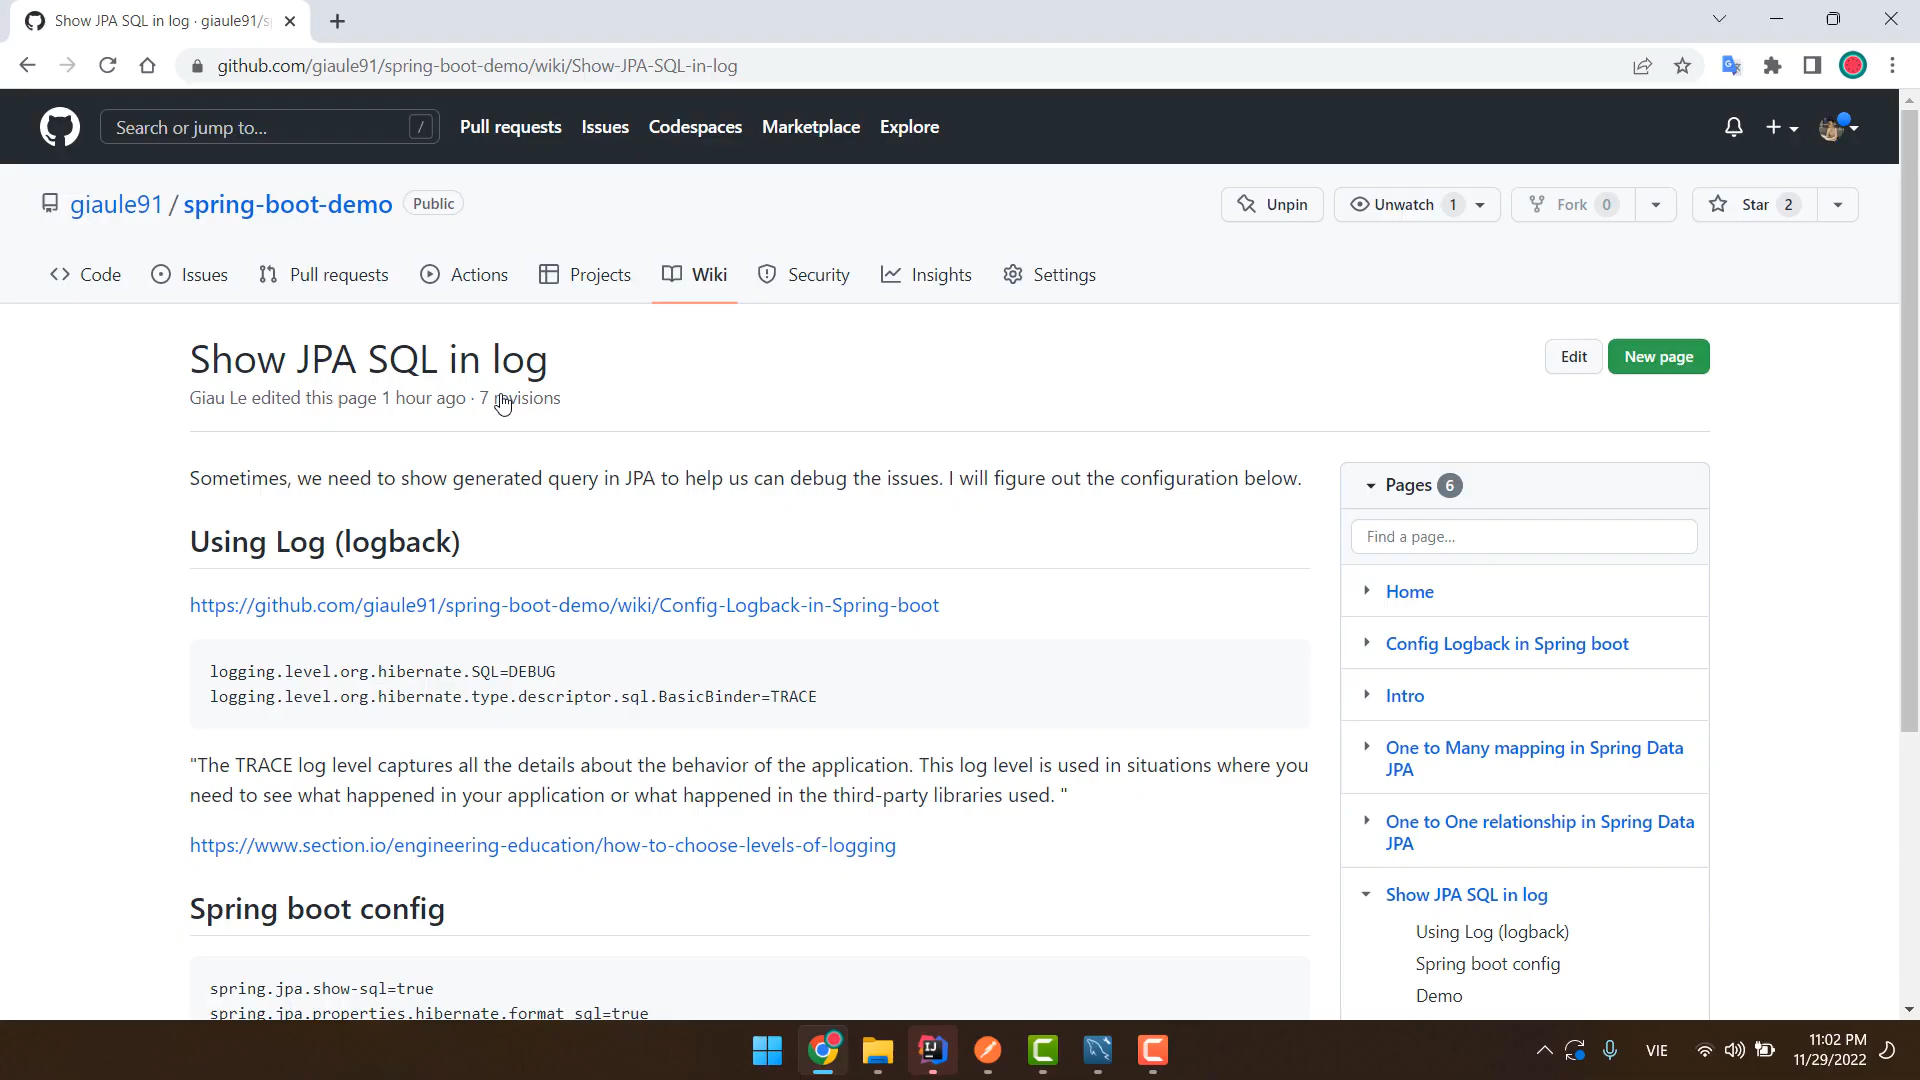 Show JPA SQL in log · giaule91/s
github.com/giaule91/spring-boot-demo/wiki/Show-JPA-SQL-in-log
Search or jump to... /
Pull requests Issues Codespaces Marketplace Explore
giaule91 / spring-boot-demo Public
Unpin Unwatch 1 Fork 0 Star 2
Code Issues Pull requests Actions Projects Wiki Security Insights Settings
Show JPA SQL in log
Edit New page
Giau Le edited this page 1 hour ago · 7 revisions
Sometimes, we need to show generated query in JPA to help us can debug the issues. I will figure out the configuration below.
Using Log (logback)
https://github.com/giaule91/spring-boot-demo/wiki/Config-Logback-in-Spring-boot
logging.level.org.hibernate.SQL=DEBUG
logging.level.org.hibernate.type.descriptor.sql.BasicBinder=TRACE
"The TRACE log level captures all the details about the behavior of the application. This log level is used in situations where you
need to see what happened in your application or what happened in the third-party libraries used. "
https://www.section.io/engineering-education/how-to-choose-levels-of-logging
Spring boot config
spring.jpa.show-sql=true
spring.jpa.properties.hibernate.format_sql=true
Pages 6
Find a page...
Home
Config Logback in Spring boot
Intro
One to Many mapping in Spring Data
JPA
One to One relationship in Spring Data
JPA
Show JPA SQL in log
Using Log (logback)
Spring boot config
Demo
VIE
11:02 PM
11/29/2022